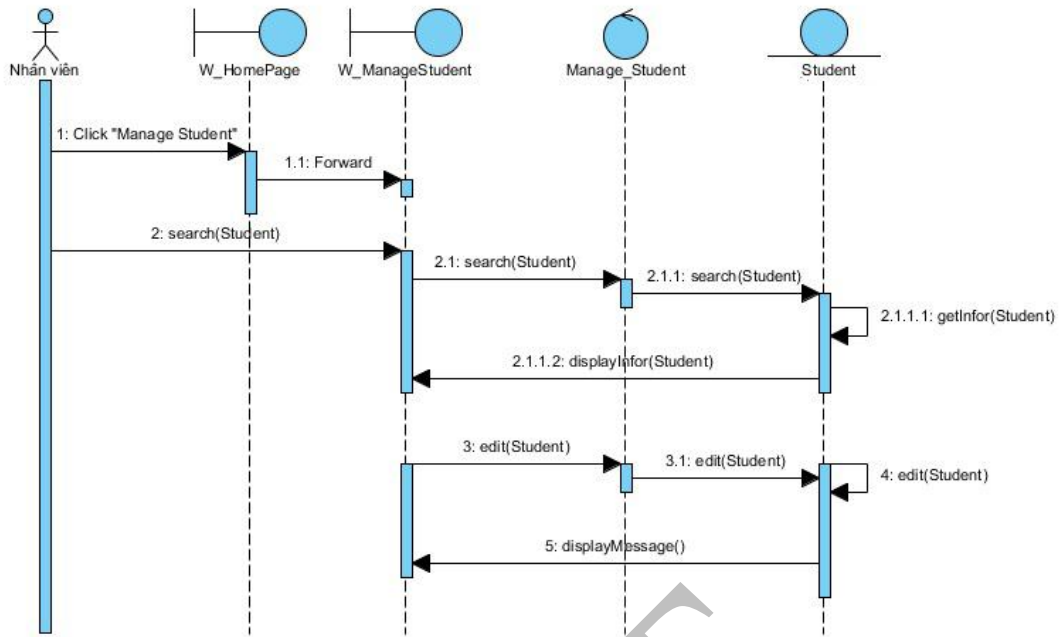 Nhân viên
W_HomePage
W_ManageStudent
Manage_Student
Student
1: Click "Manage Student"
1.1: Forward
2: search(Student)
2.1: search(Student)
2.1.1: search(Student)
2.1.1.1: getInfor(Student)
2.1.1.2: displayInfor(Student)
3: edit(Student)
3.1: edit(Student)
4: edit(Student)
5: displayMessage()